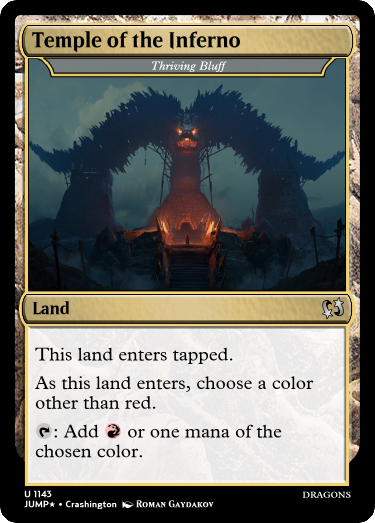 Temple of the Inferno
Thriving Bluff
Land
This land enters tapped.
As this land enters, choose a color
other than red.
: Add or one mana of the
chosen color.
U 1143
JUMP★ • Crashington Roman Gaydakov
DRAGONS